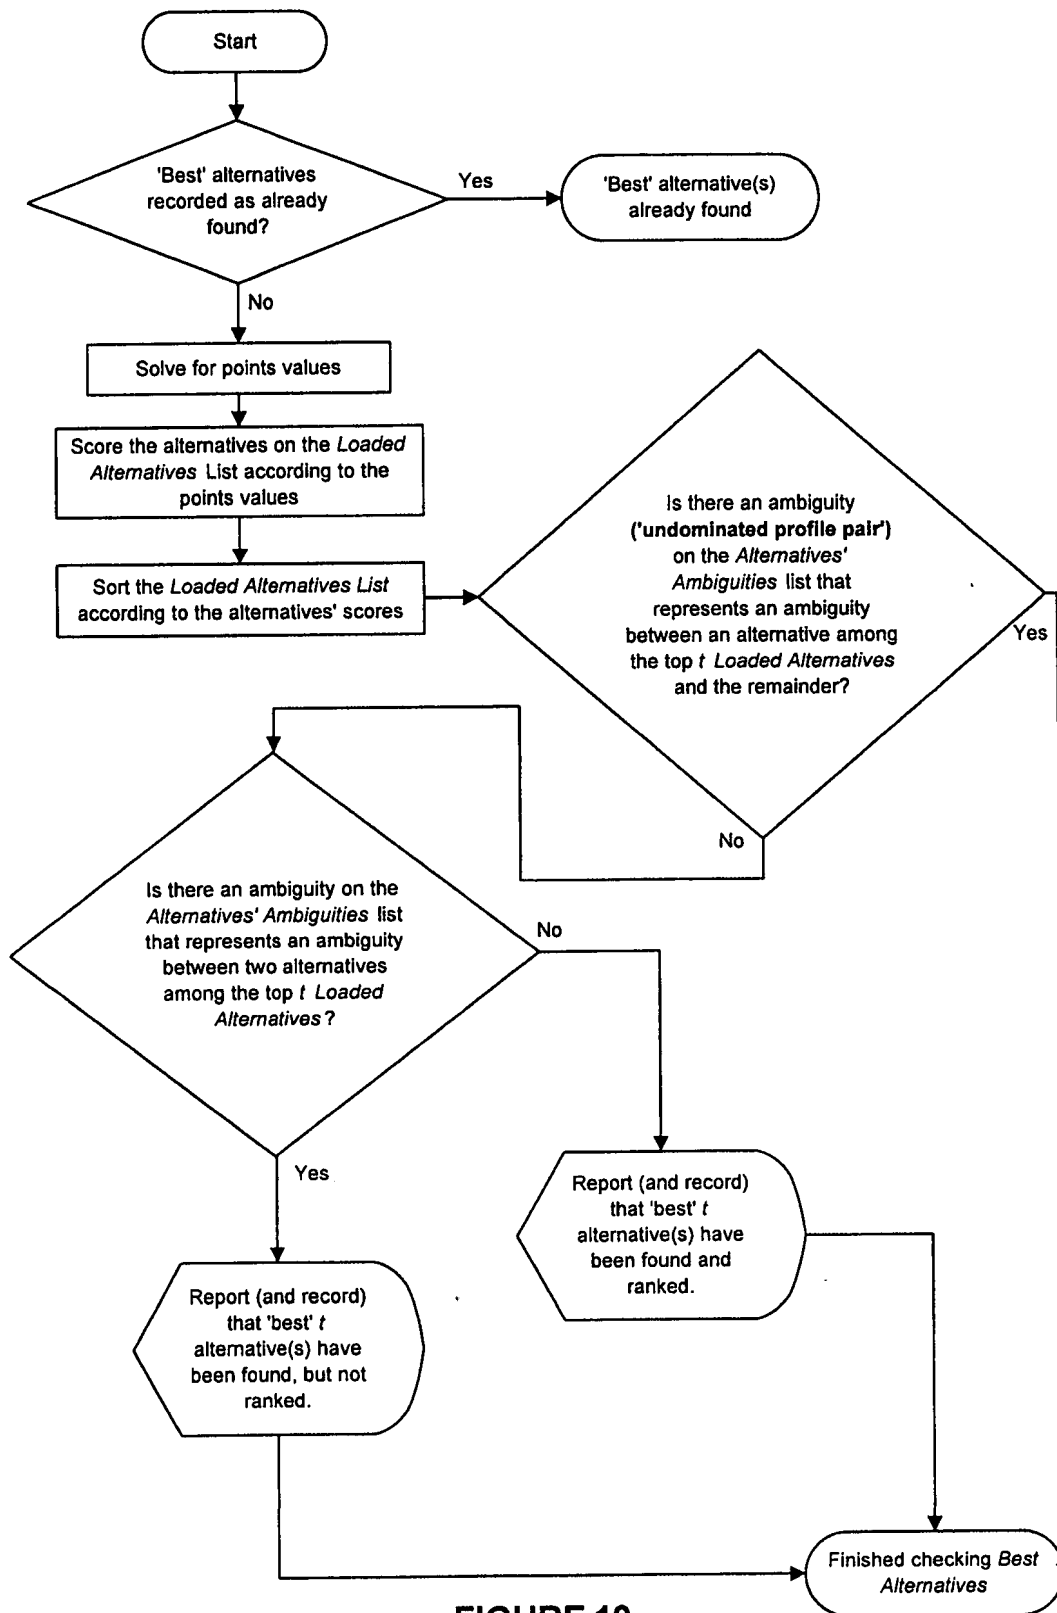 Start
'Best' alternatives
recorded as already
found?
Yes
'Best' alternative(s)
already found
No
Solve for points values
Score the alternatives on the Loaded
Alternatives List according to the
points values
Sort the Loaded Alternatives List
according to the alternatives' scores
Is there an ambiguity
('undominated profile pair')
on the Alternatives'
Ambiguities list that
represents an ambiguity
between an alternative among
the top t Loaded Alternatives
and the remainder?
Yes
No
Is there an ambiguity on the
Alternatives' Ambiguities list
that represents an ambiguity
between two alternatives
among the top t Loaded
Alternatives?
No
Yes
Report (and record)
that 'best' t
alternative(s) have
been found and
ranked.
Report (and record)
that 'best' t
alternative(s) have
been found, but not
ranked.
Finished checking Best
Alternatives